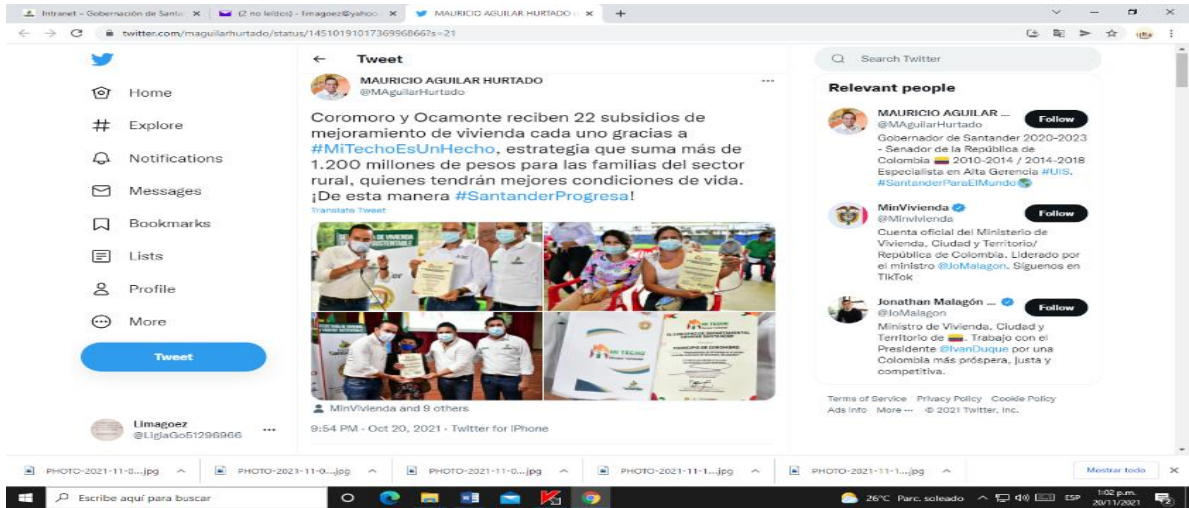 Intranet - Gobernación de Santa
(2 no leídos) - limagoez@yahoo
MAURICIO AGUILAR HURTADO
twitter.com/maguilarhurtado/status/1451019101736996866?s=21
Home
Explore
Notifications
Messages
Bookmarks
Lists
Profile
More
Tweet
Limagoez
@LigiaGo51296966
Tweet
MAURICIO AGUILAR HURTADO
@MAguilarHurtado
Coromoro y Ocamonte reciben 22 subsidios de
mejoramiento de vivienda cada uno gracias a
#MiTechoEsUnHecho, estrategia que suma más de
1.200 millones de pesos para las familias del sector
rural, quienes tendrán mejores condiciones de vida.
¡De esta manera #SantanderProgresa!
Translate Tweet
MI TECHO
MI TECHO
MinVivienda and 9 others
9:54 PM · Oct 20, 2021 · Twitter for iPhone
Search Twitter
Relevant people
MAURICIO AGUILAR ...
@MAguilarHurtado
Follow
Gobernador de Santander 2020-2023
- Senador de la República de
Colombia 2010-2014 / 2014-2018
Especialista en Alta Gerencia #UIS.
#SantanderParaElMundo
MinVivienda
@Minvivienda
Follow
Cuenta oficial del Ministerio de
Vivienda, Ciudad y Territorio/
República de Colombia. Liderado por
el ministro @JoMalagon. Síguenos en
TikTok
Jonathan Malagón ...
@JoMalagon
Follow
Ministro de Vivienda, Ciudad y
Territorio de . Trabajo con el
Presidente @IvanDuque por una
Colombia más próspera, justa y
competitiva.
Terms of Service Privacy Policy Cookie Policy
Ads info More ··· © 2021 Twitter, Inc.
PHOTO-2021-11-0...jpg
PHOTO-2021-11-0...jpg
PHOTO-2021-11-0...jpg
PHOTO-2021-11-1...jpg
PHOTO-2021-11-1...jpg
Mostrar todo
Escribe aquí para buscar
26°C Parc. soleado
ESP
1:02 p.m.
20/11/2021